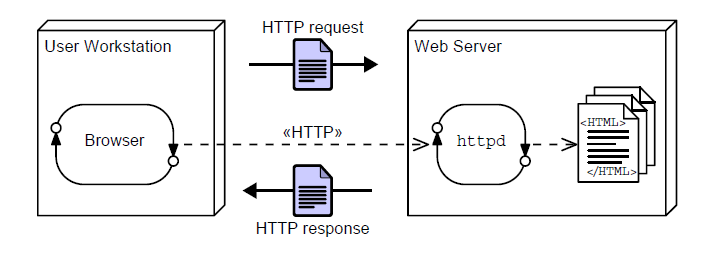 HTTP request
User Workstation
Web Server
Browser
«HTTP»
httpd
<HTML>
</HTML>
HTTP response